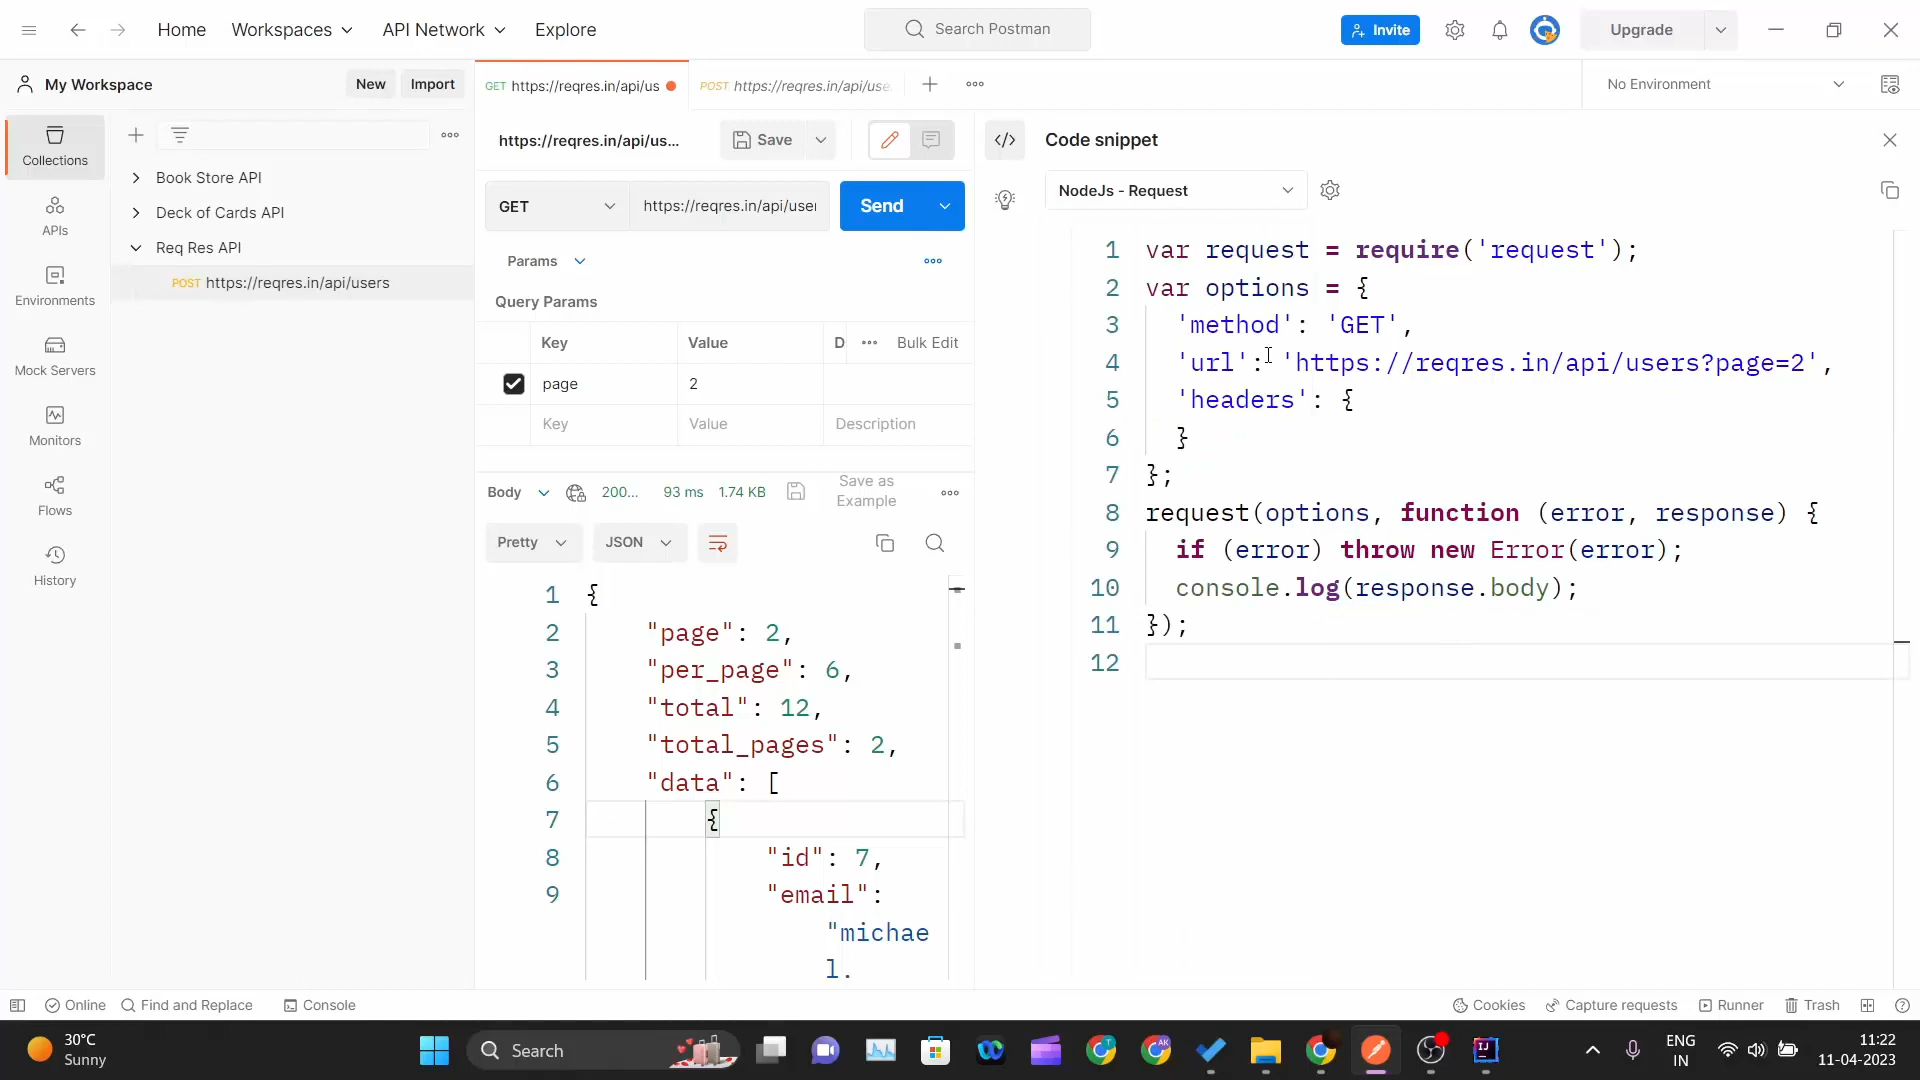 Home
Workspaces
API Network
Explore
Search Postman
Invite
Upgrade
My Workspace
New
Import
GET https://reqres.in/api/us
POST https://reqres.in/api/use
No Environment
Collections
APIs
Environments
Mock Servers
Monitors
Flows
History
Book Store API
Deck of Cards API
Req Res API
POST https://reqres.in/api/users
https://reqres.in/api/us...
Save
GET
https://reqres.in/api/user
Send
Params
Query Params
Key Value D Bulk Edit
page 2
Key Value Description
Body 200... 93 ms 1.74 KB Save as
Example
Pretty JSON
1 {
2 "page": 2,
3 "per_page": 6,
4 "total": 12,
5 "total_pages": 2,
6 "data": [
7 {
8 "id": 7,
9 "email":
"michae
l.
Code snippet
NodeJs - Request
1 var request = require('request');
2 var options = {
3 'method': 'GET',
4 'url': 'https://reqres.in/api/users?page=2',
5 'headers': {
6 }
7 };
8 request(options, function (error, response) {
9 if (error) throw new Error(error);
10 console.log(response.body);
11 });
12
Online
Find and Replace
Console
Cookies
Capture requests
Runner
Trash
30°C
Sunny
Search
ENG
IN
11:22
11-04-2023